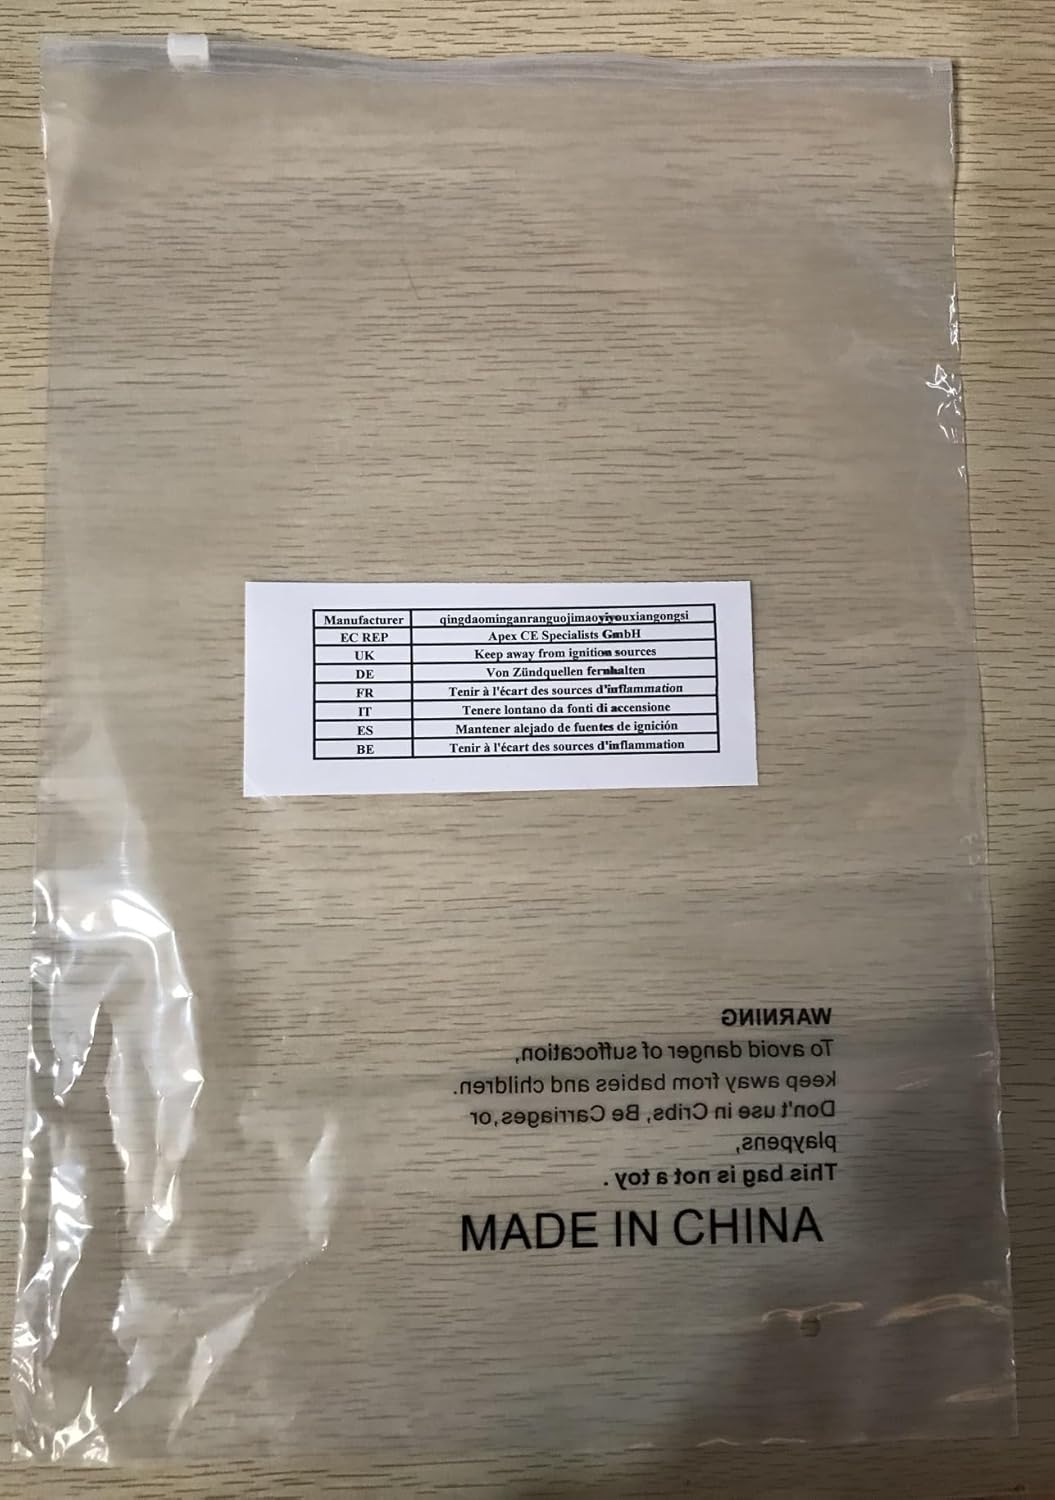 Manufacturer qingdaominganranguojimaoyiyouxiangongsi
EC REP Apex CE Specialists GmbH
UK Keep away from ignition sources
DE Von Zündquellen fernhalten
FR Tenir à l'écart des sources d'inflammation
IT Tenere lontano da fonti di accensione
ES Mantener alejado de fuentes de ignición
BE Tenir à l'écart des sources d'inflammation
WARNING
To avoid danger of suffocation,
keep away from babies and children.
Don't use in Cribs, Be Carriages, or
playpens,
This bag is not a toy .
MADE IN CHINA